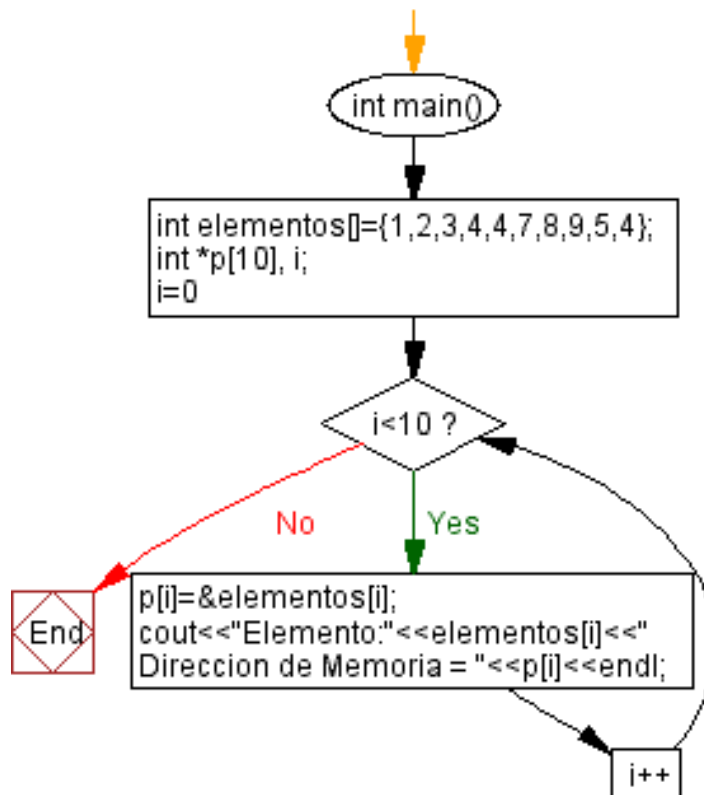 int main()
int elementos[]={1,2,3,4,4,7,8,9,5,4};
int *p[10], i;
i=0
i<10 ?
No
Yes
End
p[i]=&elementos[i];
cout<<"Elemento:"<<elementos[i]<<"
Direccion de Memoria = "<<p[i]<<endl;
i++